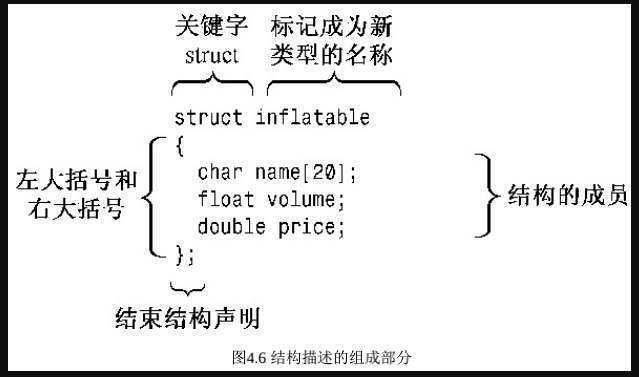 关键字 标记成为新
struct 类型的名称
struct inflatable
{
char name[20];
左大括号和
float volume;
结构的成员
右大括号
double price;
};
结束结构声明
图4.6 结构描述的组成部分